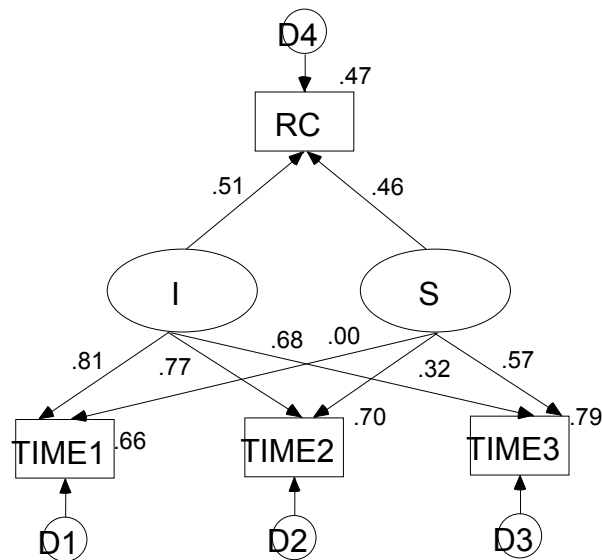 D4
.47
RC
.51
.46
I
S
.81
.77
.68
.00
.32
.57
TIME1
.66
TIME2
.70
TIME3
.79
D1
D2
D3